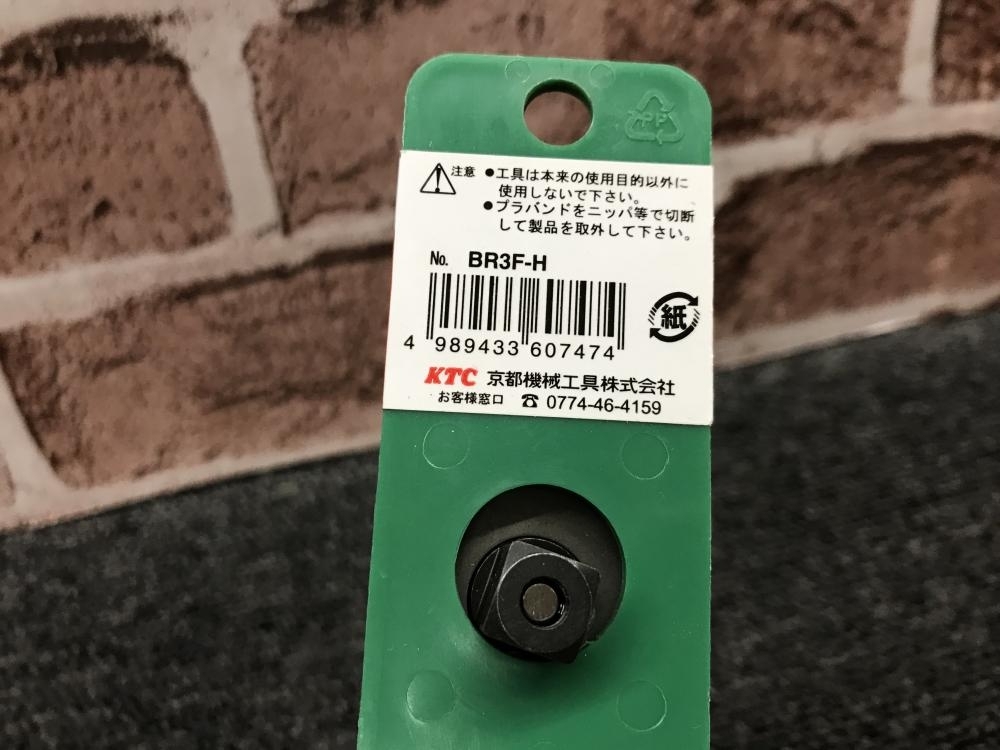 PP
注意
●工具は本来の使用目的以外に
使用しないで下さい。
●プラバンドをニッパ等で切断
して製品を取外して下さい。
No. BR3F-H
4 989433 607474
紙
KTC 京都機械工具株式会社
お客様窓口 ☎ 0774-46-4159